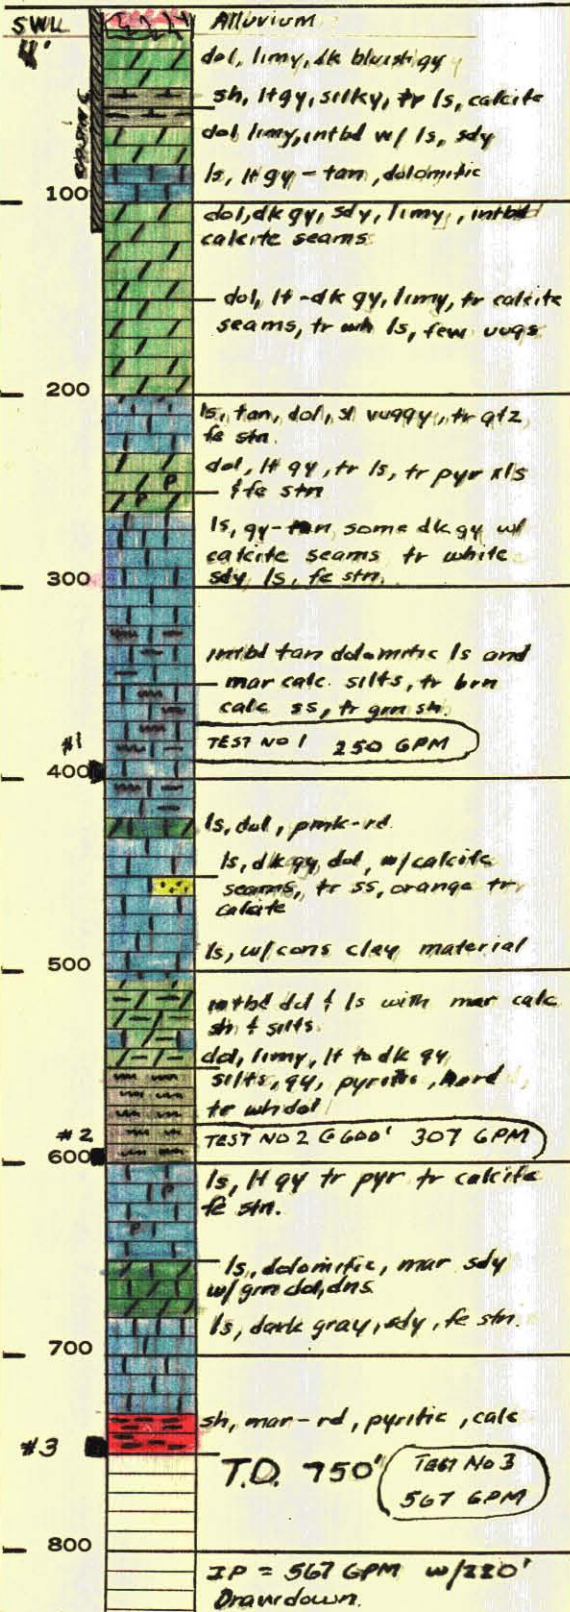 SWL
4'
Alluvium
dol, limy, dk bluish gy
sh, lt gy, silky, tr ls, calcite
dol limy, intbd w/ ls, sdy
ls, lt gy - tan, dolomitic
100
dol, dk gy, sdy, limy, intbd
calcite seams
dol, lt-dk gy, limy, tr calcite
seams, tr wh ls, few vugs
200
ls, tan, dol, sl vuggy, tr qtz
fe stn.
dol, lt gy, tr ls, tr pyr xls
& fe stn
P
P
ls, gy-tan some dk gy w/
calcite seams tr white
sdy ls, fe stn.
300
intbd tan dolomitic ls and
mar calc. silts, tr brn
calc ss, tr grn sh.
#1
TEST NO 1 250 GPM
400
ls, dol, pink-rd
ls, dk gy, dol, w/calcite
seams, tr ss, orange tr
calcite
ls, w/cons clay material
500
intbd dol & ls with mar calc
sh & silts.
dol, limy, lt to dk gy
silts, gy, pyritic, hard,
tr wh dol
#2
TEST NO 2 @ 600' 307 GPM
600
ls, lt gy tr pyr tr calcite
fe stn.
P
P
ls, dolomitic, mar sdy
w/ grn dol, dns
ls, dark gray, sdy, fe stn.
700
sh, mar-rd, pyritic, calc
#3
T.D. 750'
TEST NO 3
567 GPM
800
IP = 567 GPM w/220'
Drawdown.